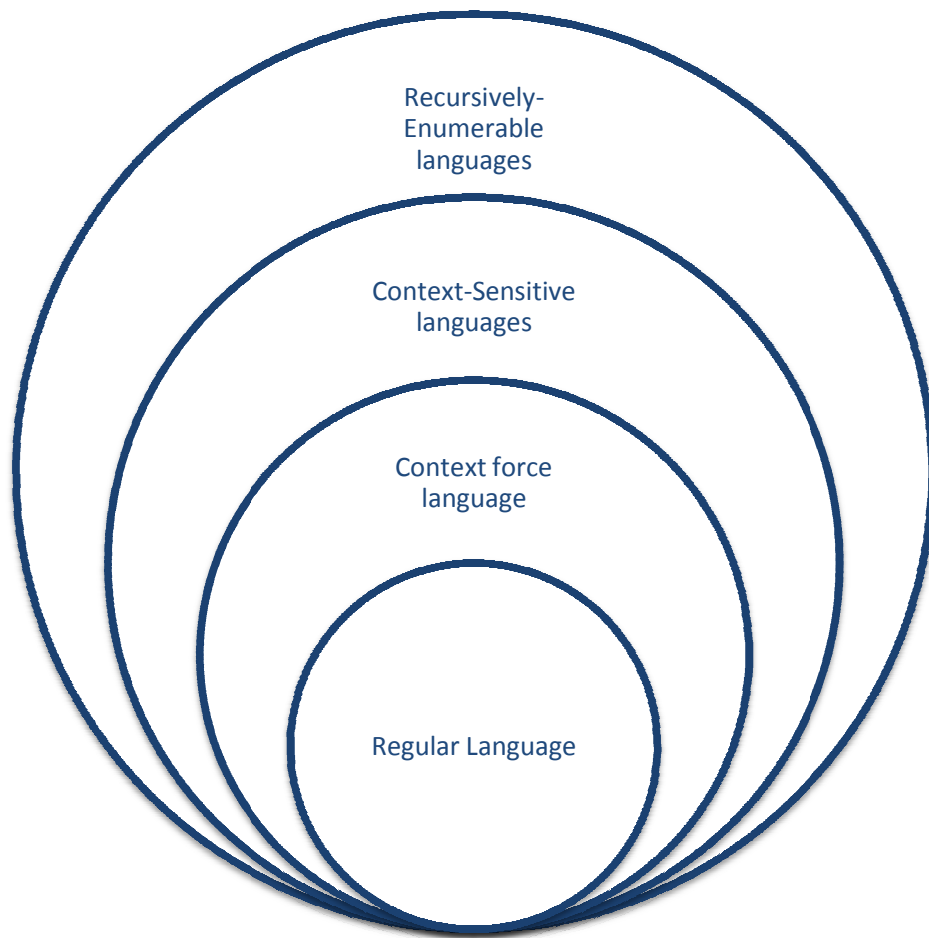 Recursively-
Enumerable
languages
Context-Sensitive
languages
Context force
language
Regular Language